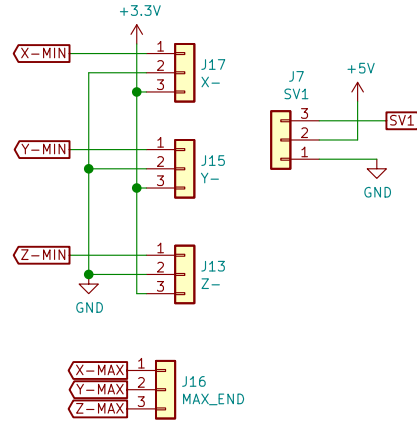 +3.3V
X-MIN
1
2
3
J17
X-
Y-MIN
1
2
3
J15
Y-
Z-MIN
1
2
3
J13
Z-
GND
J7
SV1
+5V
3
2
1
SV1
GND
X-MAX
1
Y-MAX
2
Z-MAX
3
J16
MAX_END